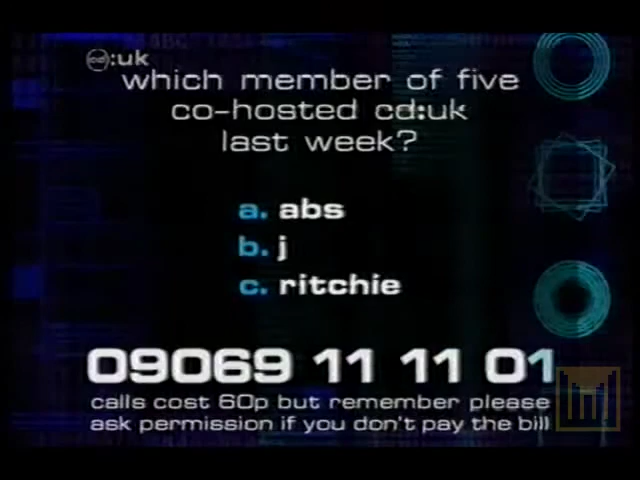 cd:uk
which member of five
co-hosted cd:uk
last week?
a. abs
b. j
c. ritchie
09069 11 11 01
calls cost 60p but remember please
ask permission if you don't pay the bill